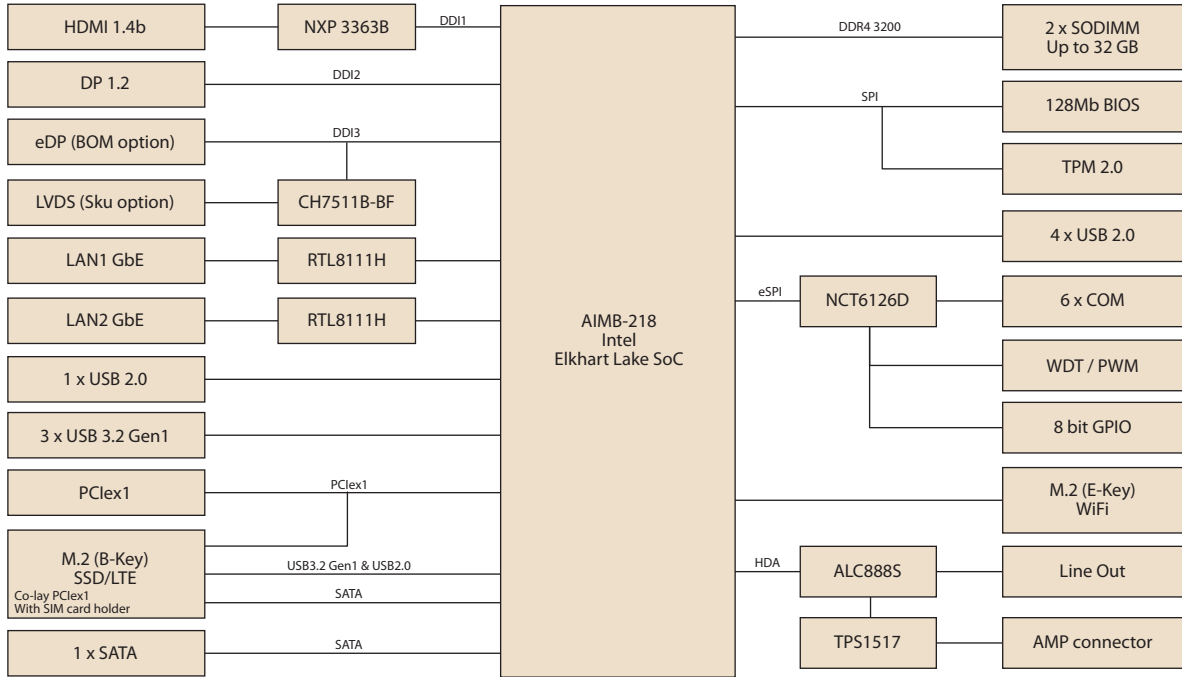 HDMI 1.4b
NXP 3363B
DDI1
DP 1.2
DDI2
eDP (BOM option)
DDI3
LVDS (Sku option)
CH7511B-BF
LAN1 GbE
RTL8111H
LAN2 GbE
RTL8111H
1 x USB 2.0
3 x USB 3.2 Gen1
PCIex1
PCIex1
M.2 (B-Key)
SSD/LTE
Co-lay PCIex1
With SIM card holder
USB3.2 Gen1 & USB2.0
SATA
1 x SATA
SATA
AIMB-218
Intel
Elkhart Lake SoC
DDR4 3200
2 x SODIMM
Up to 32 GB
SPI
128Mb BIOS
TPM 2.0
4 x USB 2.0
eSPI
NCT6126D
6 x COM
WDT / PWM
8 bit GPIO
M.2 (E-Key)
WiFi
HDA
ALC888S
Line Out
TPS1517
AMP connector